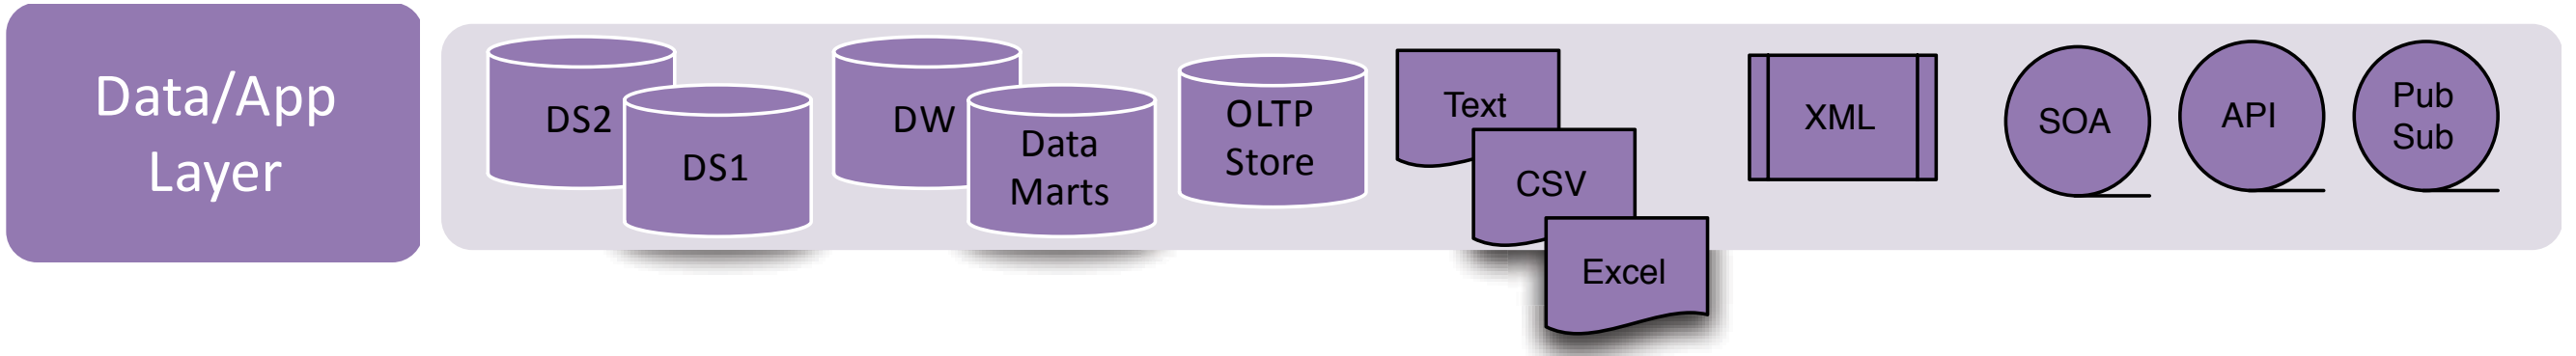 Data/App
Layer
DS2
DS1
DW
Data
Marts
OLTP
Store
Text
CSV
Excel
XML
SOA
API
Pub
Sub